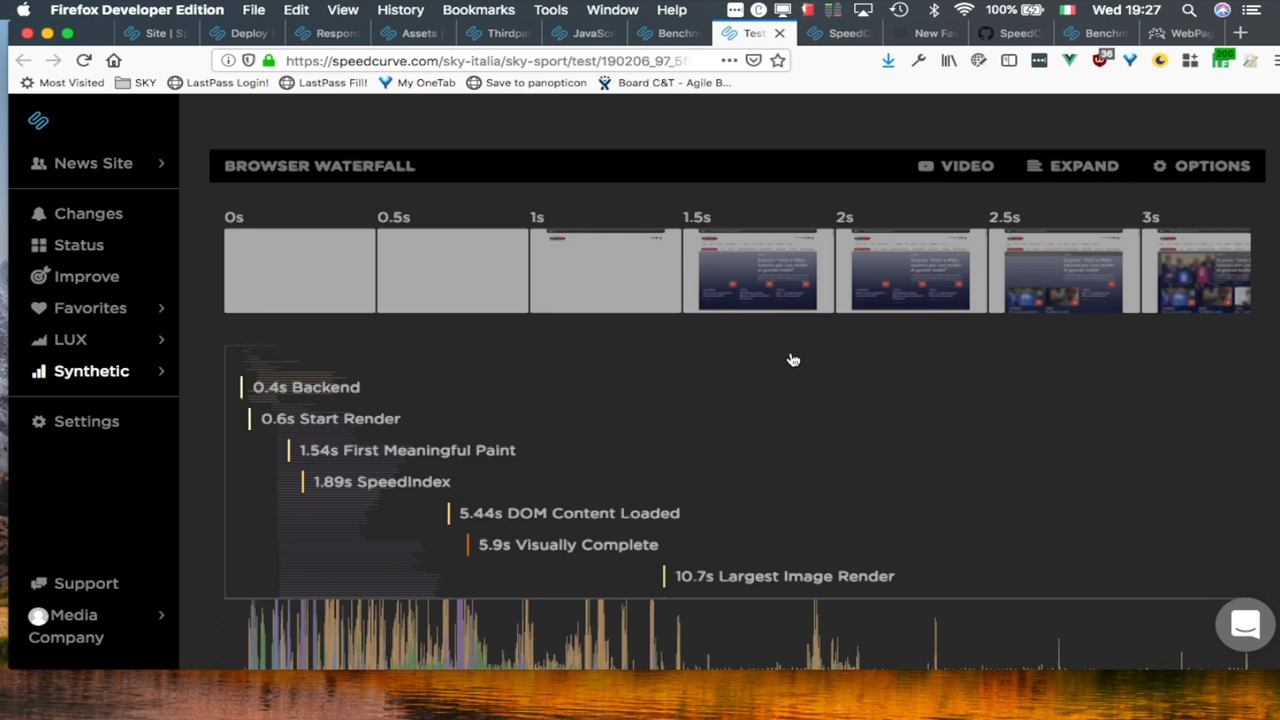 Firefox Developer Edition File Edit View History Bookmarks Tools Window Help 100% Wed 19:27
Site | Sp Deploy Respon Assets Thirdpa JavaScr Benchm Test SpeedC New Fav SpeedC Benchm WebPag
https://speedcurve.com/sky-italia/sky-sport/test/190206_97_5f 36 200
Most Visited SKY LastPass Login! LastPass Fill! My OneTab Save to panopticon Board C&T - Agile B...
News Site
Changes
Status
Improve
Favorites
LUX
Synthetic
Settings
Support
Media
Company
BROWSER WATERFALL VIDEO EXPAND OPTIONS
0s 0.5s 1s 1.5s 2s 2.5s 3s
0.4s Backend
0.6s Start Render
1.54s First Meaningful Paint
1.89s SpeedIndex
5.44s DOM Content Loaded
5.9s Visually Complete
10.7s Largest Image Render